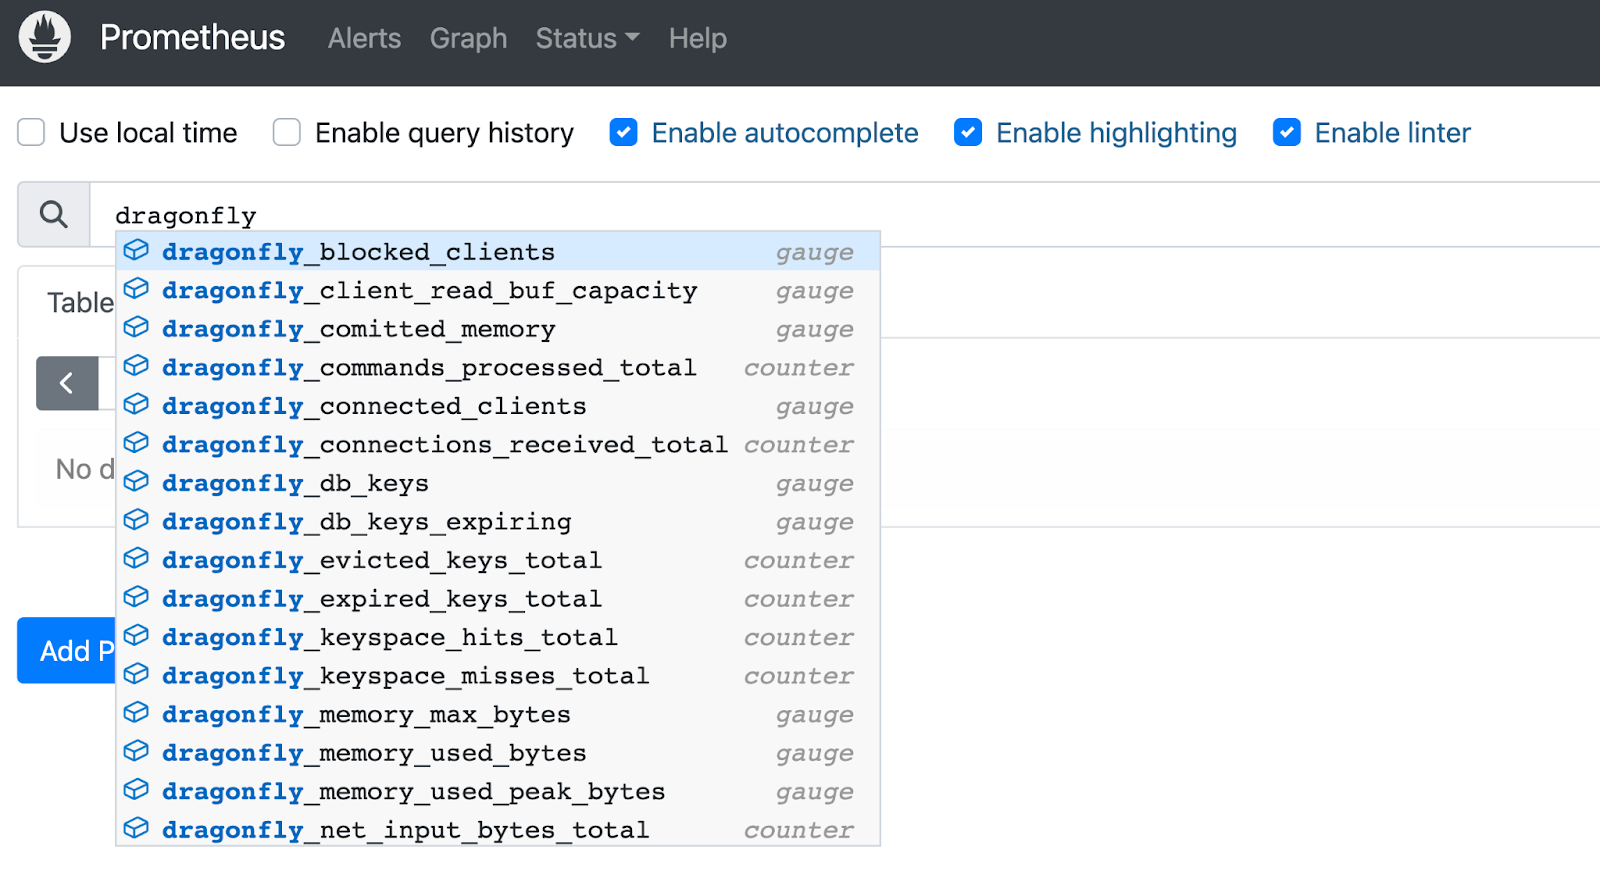 Prometheus Alerts Graph Status Help
Use local time Enable query history Enable autocomplete Enable highlighting Enable linter
dragonfly
dragonfly_blocked_clients gauge
dragonfly_client_read_buf_capacity gauge
Table
dragonfly_comitted_memory gauge
dragonfly_commands_processed_total counter
dragonfly_connected_clients gauge
dragonfly_connections_received_total counter
No d
dragonfly_db_keys gauge
dragonfly_db_keys_expiring gauge
dragonfly_evicted_keys_total counter
dragonfly_expired_keys_total counter
dragonfly_keyspace_hits_total counter
Add P
dragonfly_keyspace_misses_total counter
dragonfly_memory_max_bytes gauge
dragonfly_memory_used_bytes gauge
dragonfly_memory_used_peak_bytes gauge
dragonfly_net_input_bytes_total counter